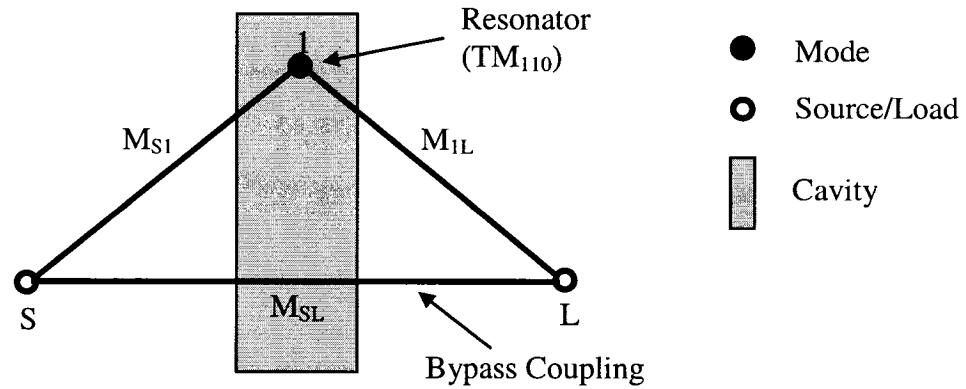 Resonator
(TM₁₁₀)
1
Mode
Source/Load
M_S1
M_1L
Cavity
M_SL
S
L
Bypass Coupling